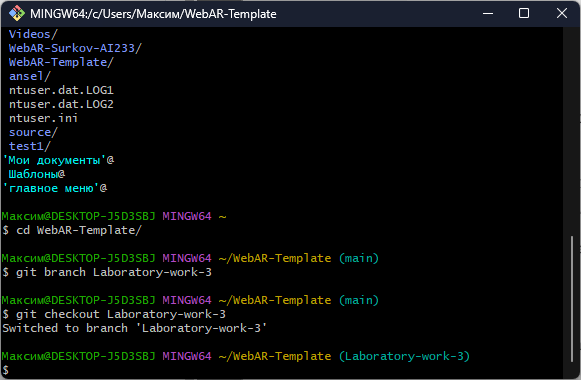 MINGW64:/c/Users/Максим/WebAR-Template
Videos/
WebAR-Surkov-AI233/
WebAR-Template/
ansel/
ntuser.dat.LOG1
ntuser.dat.LOG2
ntuser.ini
source/
test1/
'Мои документы'@
Шаблоны@
'главное меню'@
Максим@DESKTOP-J5D3SBJ MINGW64 ~
$ cd WebAR-Template/
Максим@DESKTOP-J5D3SBJ MINGW64 ~/WebAR-Template (main)
$ git branch Laboratory-work-3
Максим@DESKTOP-J5D3SBJ MINGW64 ~/WebAR-Template (main)
$ git checkout Laboratory-work-3
Switched to branch 'Laboratory-work-3'
Максим@DESKTOP-J5D3SBJ MINGW64 ~/WebAR-Template (Laboratory-work-3)
$